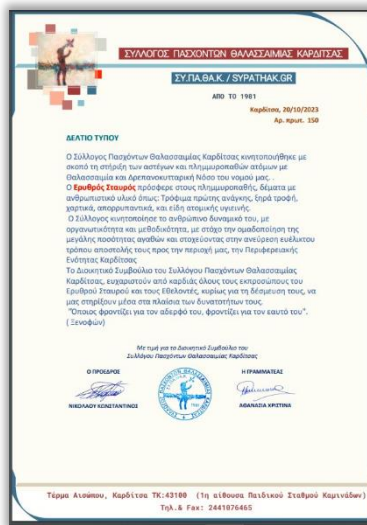 ΣΥΛΛΟΓΟΣ ΠΑΣΧΟΝΤΩΝ ΘΑΛΑΣΣΑΙΜΙΑΣ ΚΑΡΔΙΤΣΑΣ
ΣΥ.ΠΑ.ΘΑ.Κ. / SYPATHAK.GR
ΑΠΟ ΤΟ 1981
Καρδίτσα, 20/10/2023
Αρ. πρωτ. 150
ΔΕΛΤΙΟ ΤΥΠΟΥ
Ο Σύλλογος Πασχόντων Θαλασσαιμίας Καρδίτσας κινητοποιήθηκε με
σκοπό τη στήριξη των αστέγων και πλημμυροπαθών ατόμων με
Θαλασσαιμία και Δρεπανοκυτταρική Νόσο του νομού μας. .
Ο Ερυθρός Σταυρός πρόσφερε στους πλημμυροπαθής, δέματα με
ανθρωπιστικό υλικό όπως: Τρόφιμα πρώτης ανάγκης, ξηρά τροφή,
χαρτικά, απορρυπαντικά, και είδη ατομικής υγιεινής.
Ο Σύλλογος κινητοποίησε το ανθρώπινο δυναμικό του, με
οργανωτικότητα και μεθοδικότητα, με στόχο την ομαδοποίηση της
μεγάλης ποσότητας αγαθών και στοχεύοντας στην ανεύρεση ευέλικτου
τρόπου αποστολής τους προς την περιοχή μας, την Περιφερειακής
Ενότητας Καρδίτσας
Το Διοικητικό Συμβούλιο του Συλλόγου Πασχόντων Θαλασσαιμίας
Καρδίτσας, ευχαριστούν από καρδιάς όλους τους εκπροσώπους του
Ερυθρού Σταυρού και τους Εθελοντές, κυρίως για τη δέσμευση τους, να
μας στηρίξουν μέσα στα πλαίσια των δυνατοτήτων τους.
"Όποιος φροντίζει για τον αδερφό του, φροντίζει για τον εαυτό του".
( Ξενοφών)
Με τιμή για το Διοικητικό Συμβούλιο του
Συλλόγου Πασχόντων Θαλασσαιμίας Καρδίτσας
Ο ΠΡΟΕΔΡΟΣ
Η ΓΡΑΜΜΑΤΕΑΣ
ΝΙΚΟΛΑΟΥ ΚΩΝΣΤΑΝΤΙΝΟΣ
ΑΘΑΝΑΣΙΑ ΧΡΙΣΤΙΝΑ
Τέρμα Αισώπου, Καρδίτσα ΤΚ:43100 (1η αίθουσα Παιδικού Σταθμού Καμινάδων)
Τηλ.& Fax: 2441076465